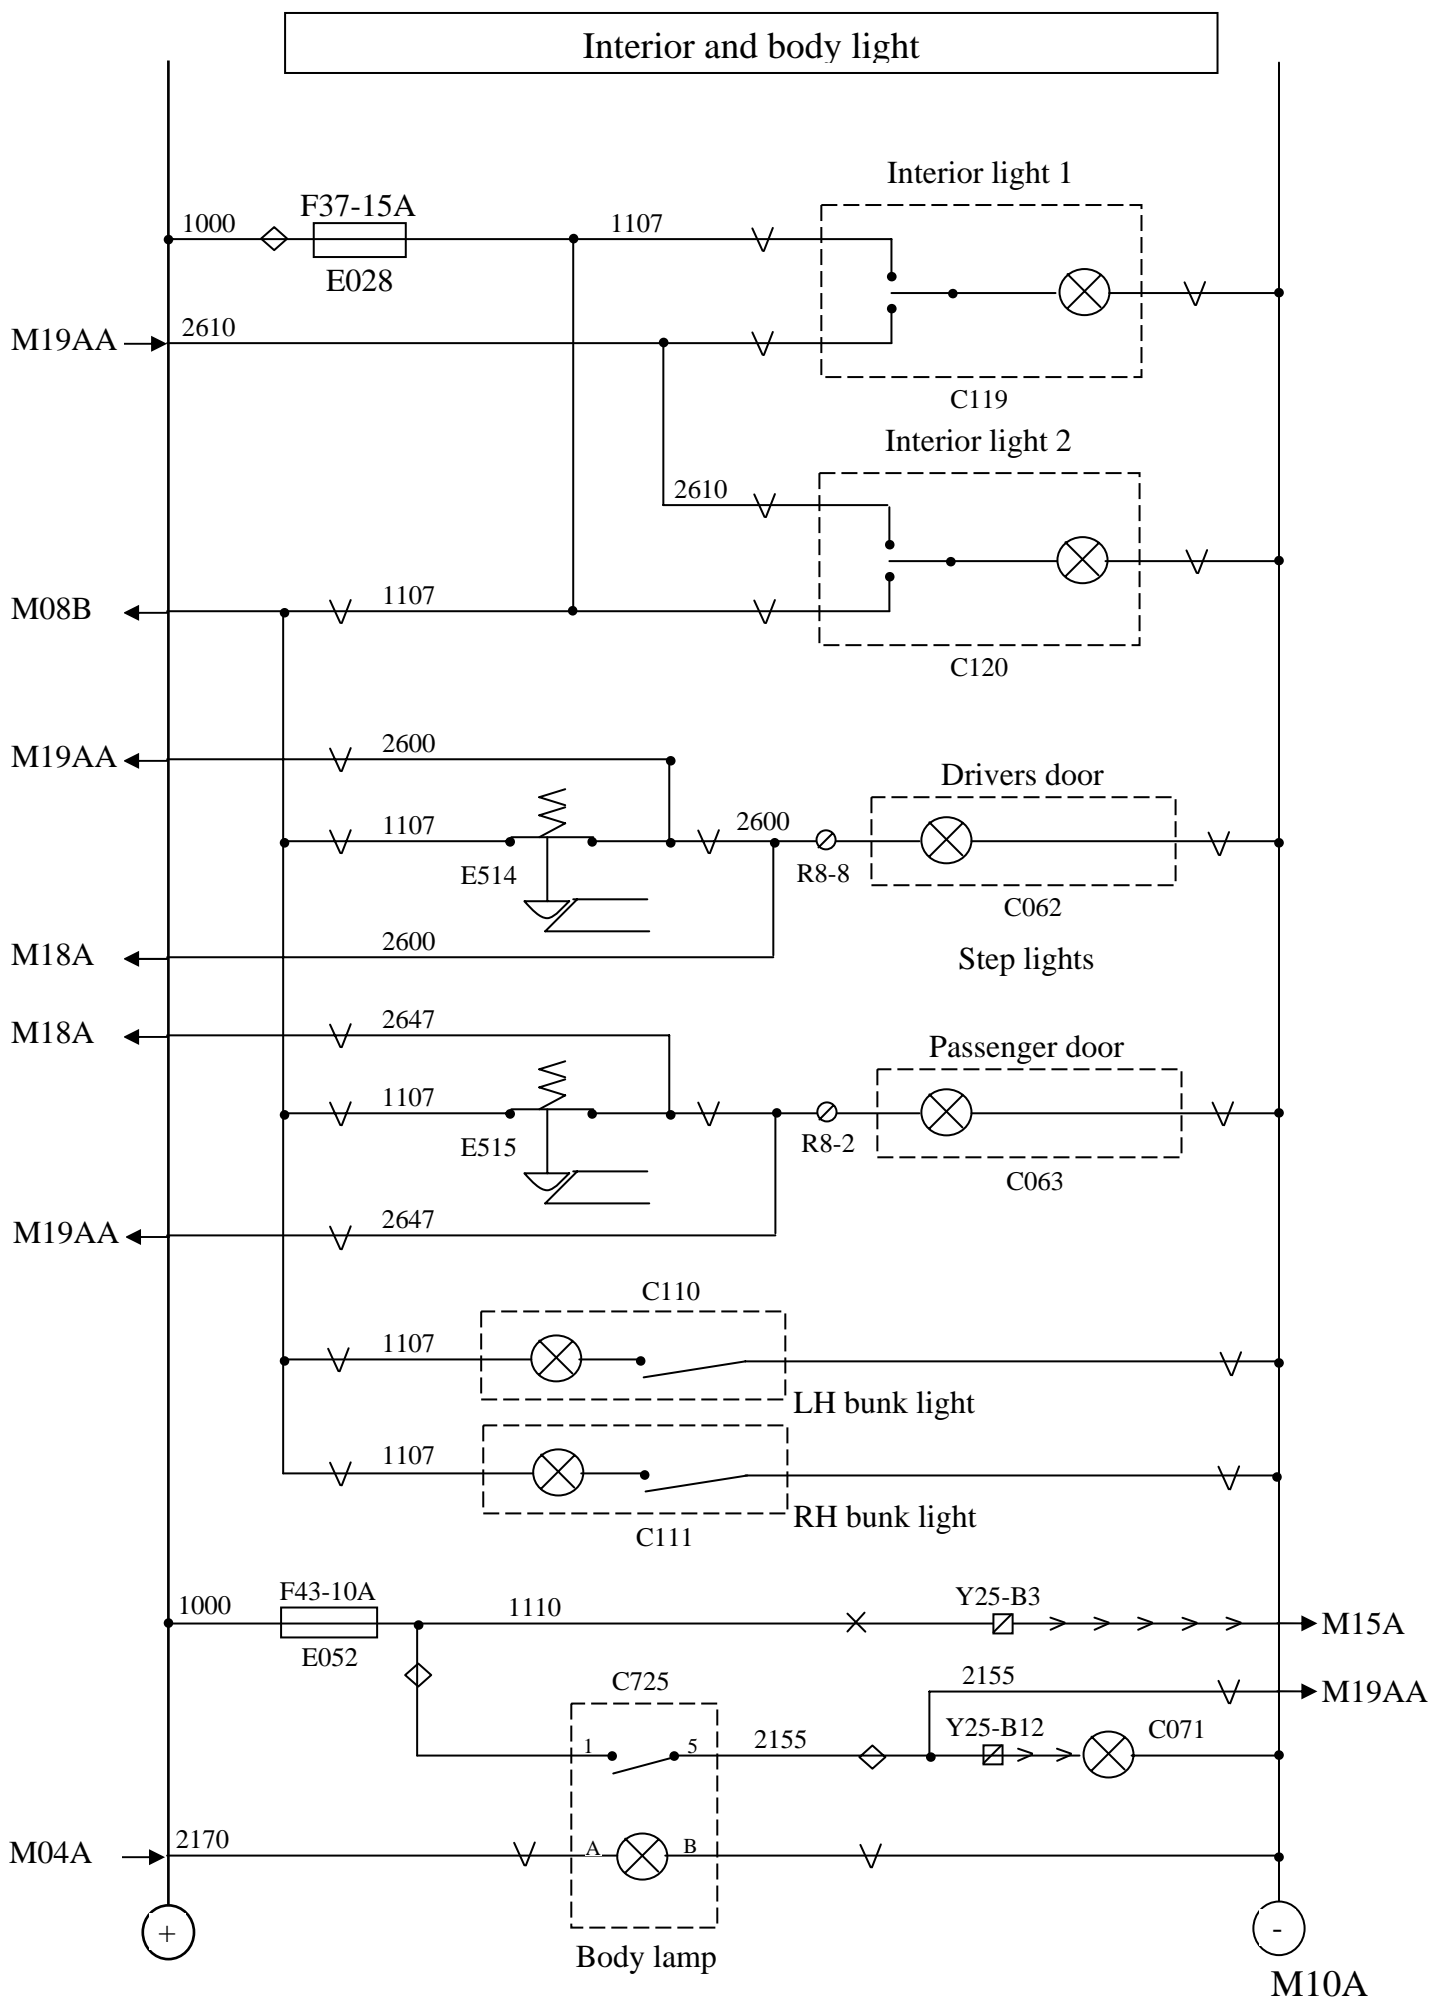 Interior and body light
Interior light 1
F37-15A
1000
1107
E028
M19AA
2610
C119
Interior light 2
2610
M08B
1107
C120
M19AA
2600
Drivers door
1107
2600
E514
R8-8
C062
M18A
2600
Step lights
M18A
2647
Passenger door
1107
E515
R8-2
C063
M19AA
2647
C110
1107
LH bunk light
1107
RH bunk light
C111
F43-10A
1000
1110
Y25-B3
M15A
E052
C725
2155
M19AA
1
5
2155
Y25-B12
C071
M04A
2170
A
B
+
-
Body lamp
M10A